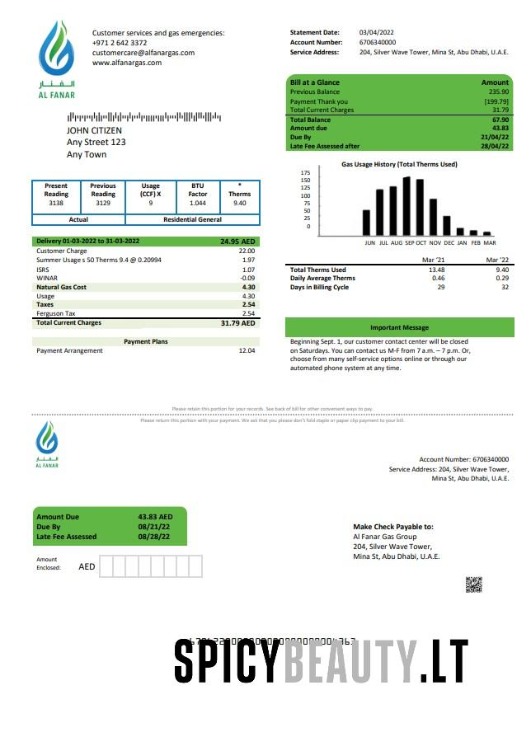 Customer services and gas emergencies:
+971 2 642 3372
customercare@alfanargas.com
www.alfanargas.com
الفنار
AL FANAR
Statement Date: 03/04/2022
Account Number: 6706340000
Service Address: 204, Silver Wave Tower, Mina St, Abu Dhabi, U.A.E.
JOHN CITIZEN
Any Street 123
Any Town
Bill at a Glance Amount
Previous Balance 235.90
Payment Thank you [199.79]
Total Current Charges 31.79
Total Balance 67.90
Amount due 43.83
Due By 21/04/22
Late Fee Assessed after 28/04/22
Present Reading Previous Reading Usage (CCF) X BTU Factor * Therms
3138 3129 9 1.044 9.40
Actual Residential General
Gas Usage History (Total Therms Used)
175
150
125
100
75
50
25
0
JUN JUL AUG SEP OCT NOV DEC JAN FEB MAR
Delivery 01-03-2022 to 31-03-2022 24.95 AED
Customer Charge 22.00
Summer Usage s 50 Therms 9.4 @ 0.20994 1.97
ISRS 1.07
WINAR -0.09
Natural Gas Cost 4.30
Usage 4.30
Taxes 2.54
Ferguson Tax 2.54
Total Current Charges 31.79 AED
Payment Plans
Payment Arrangement 12.04
Mar '21 Mar '22
Total Therms Used 13.48 9.40
Daily Average Therms 0.46 0.29
Days in Billing Cycle 29 32
Important Message
Beginning Sept. 1, our customer contact center will be closed
on Saturdays. You can contact us M-F from 7 a.m. – 7 p.m. Or,
choose from many self-service options online or through our
automated phone system at any time.
Please retain this portion for your records. See back of bill for other convenient ways to pay.
Please return this portion with your payment. We ask that you please don't fold staple or paper clip payment to your bill.
الفنار
AL FANAR
Account Number: 6706340000
Service Address: 204, Silver Wave Tower,
Mina St, Abu Dhabi, U.A.E.
Amount Due 43.83 AED
Due By 08/21/22
Late Fee Assessed 08/28/22
Amount
Enclosed: AED
Make Check Payable to:
Al Fanar Gas Group
204, Silver Wave Tower,
Mina St, Abu Dhabi, U.A.E.
SPICYBEAUTY.LT